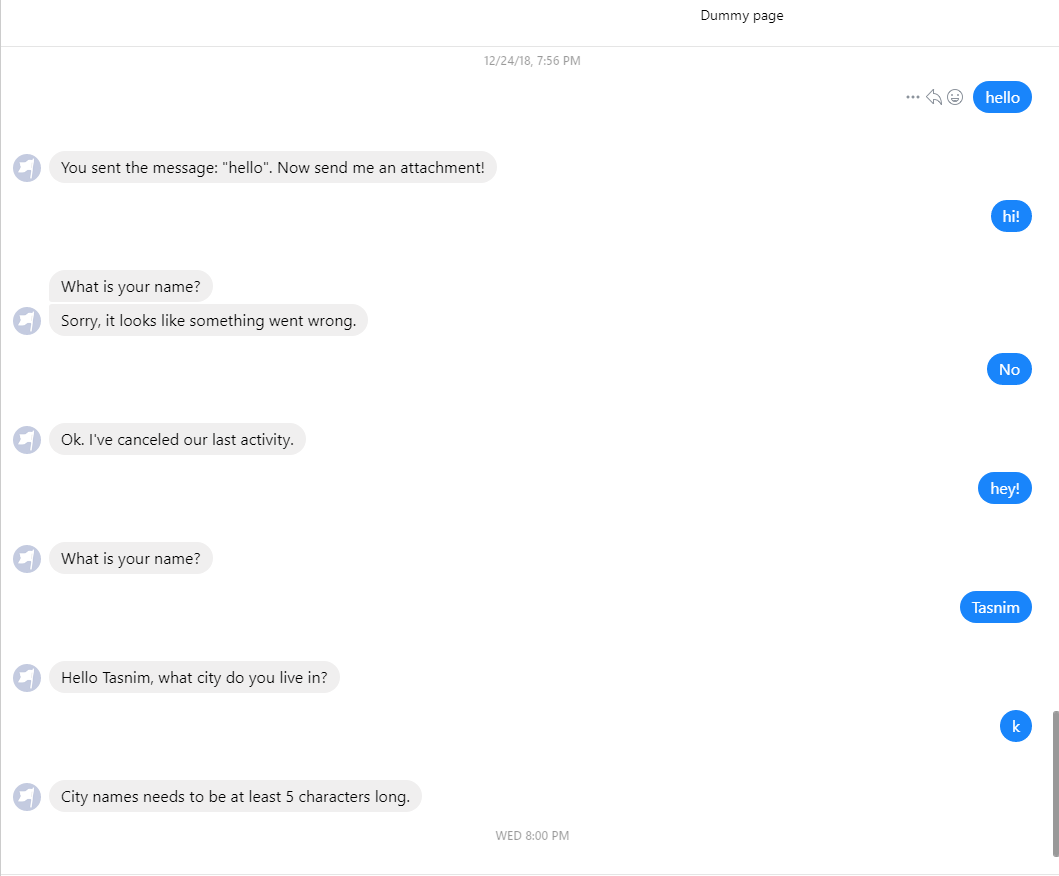 Dummy page
12/24/18, 7:56 PM
hello
You sent the message: "hello". Now send me an attachment!
hi!
What is your name?
Sorry, it looks like something went wrong.
No
Ok. I've canceled our last activity.
hey!
What is your name?
Tasnim
Hello Tasnim, what city do you live in?
k
City names needs to be at least 5 characters long.
WED 8:00 PM